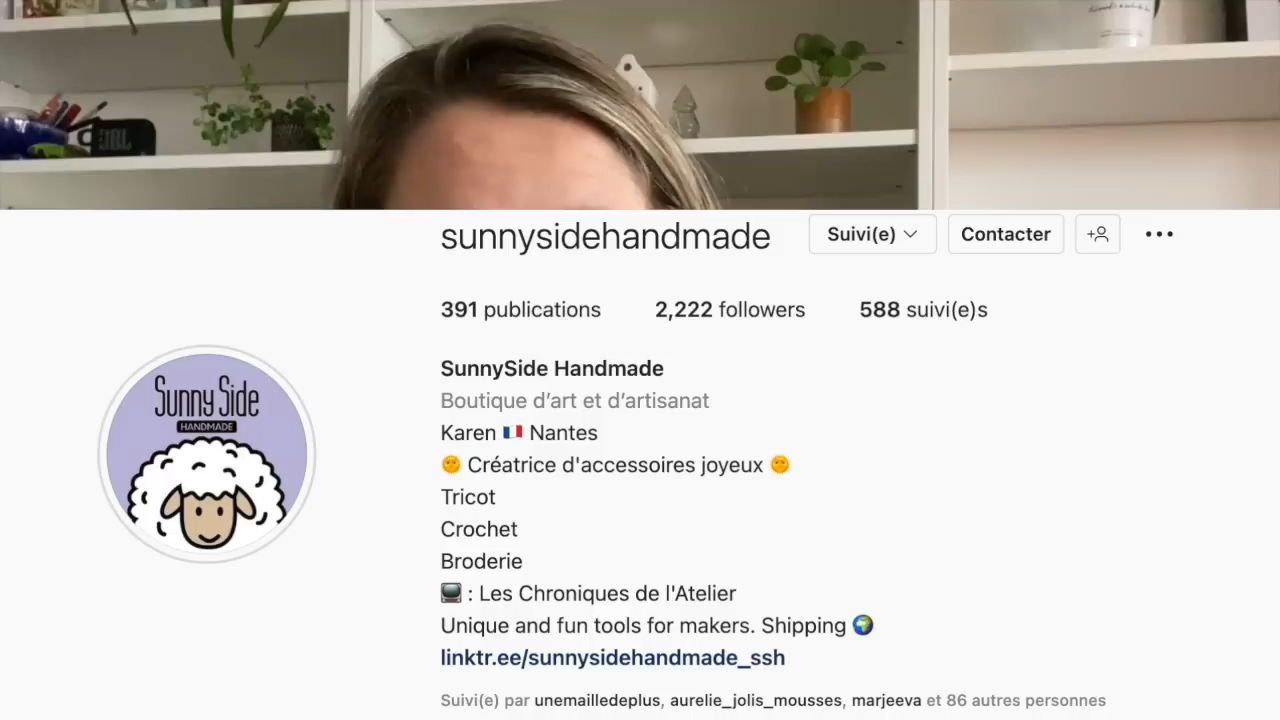 JBL
sunnysidehandmade
Suivi(e)
Contacter
391 publications
2,222 followers
588 suivi(e)s
Sunny Side
HANDMADE
SunnySide Handmade
Boutique d’art et d’artisanat
Karen 🇫🇷 Nantes
🌞 Créatrice d'accessoires joyeux 🌞
Tricot
Crochet
Broderie
📺 : Les Chroniques de l'Atelier
Unique and fun tools for makers. Shipping 🌍
linktr.ee/sunnysidehandmade_ssh
Suivi(e) par unemailledeplus, aurelie_jolis_mousses, marjeeva et 86 autres personnes